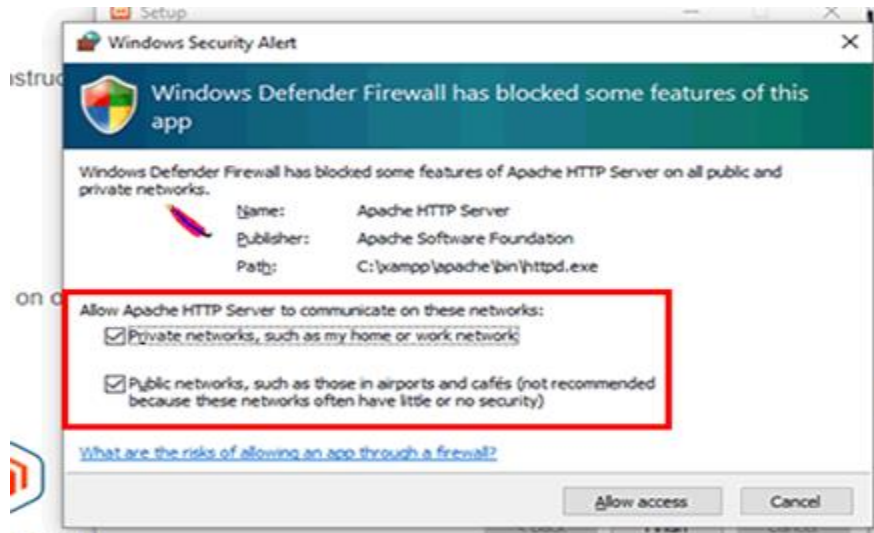 Setup
Windows Security Alert
Windows Defender Firewall has blocked some features of this
app
Windows Defender Firewall has blocked some features of Apache HTTP Server on all public and
private networks.
Name: Apache HTTP Server
Publisher: Apache Software Foundation
Path: C:\xampp\apache\bin\httpd.exe
on
Allow Apache HTTP Server to communicate on these networks:
Private networks, such as my home or work network
Public networks, such as those in airports and cafés (not recommended
because these networks often have little or no security)
What are the risks of allowing an app through a firewall?
Allow access Cancel